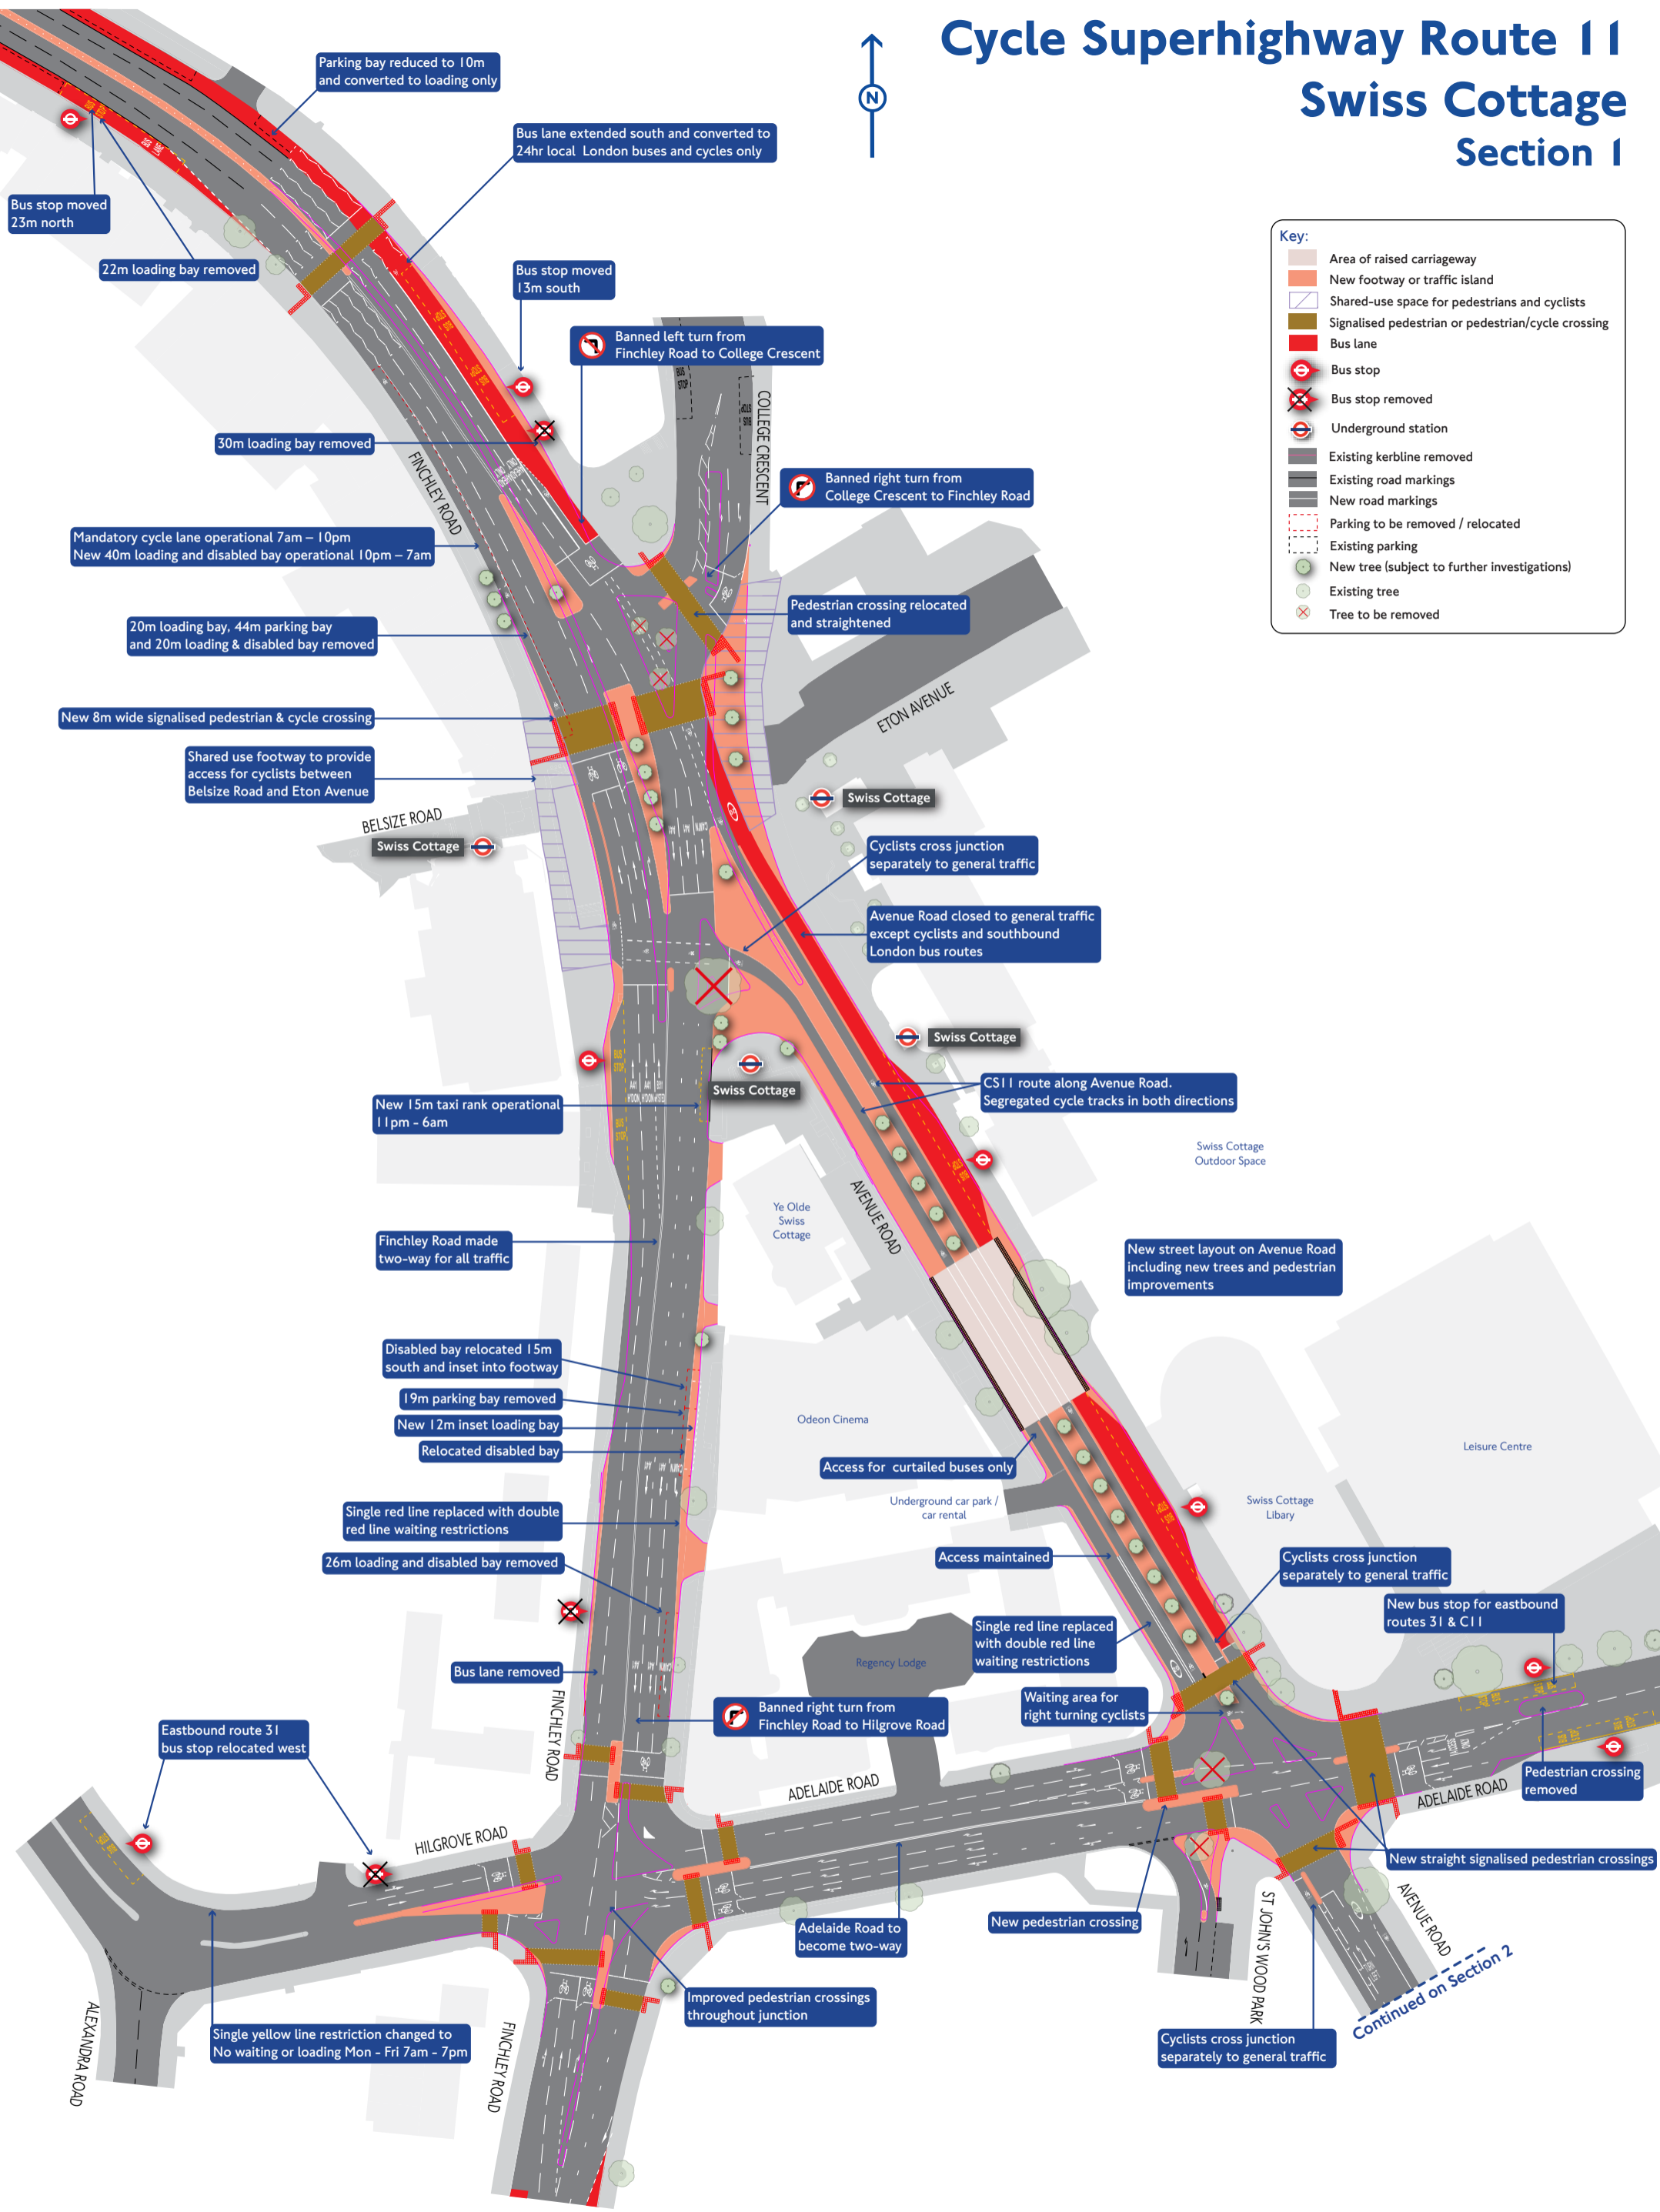 Cycle Superhighway Route 11
Swiss Cottage
Section 1
N
Key:
Area of raised carriageway
New footway or traffic island
Shared-use space for pedestrians and cyclists
Signalised pedestrian or pedestrian/cycle crossing
Bus lane
Bus stop
Bus stop removed
Underground station
Existing kerbline removed
Existing road markings
New road markings
Parking to be removed / relocated
Existing parking
New tree (subject to further investigations)
Existing tree
Tree to be removed
Parking bay reduced to 10m
and converted to loading only
Bus lane extended south and converted to
24hr local London buses and cycles only
Bus stop moved
23m north
22m loading bay removed
Bus stop moved
13m south
Banned left turn from
Finchley Road to College Crescent
BUS
STOP
BUS
STOP
COLLEGE CRESCENT
30m loading bay removed
FINCHLEY ROAD
Banned right turn from
College Crescent to Finchley Road
Mandatory cycle lane operational 7am – 10pm
New 40m loading and disabled bay operational 10pm – 7am
Pedestrian crossing relocated
and straightened
20m loading bay, 44m parking bay
and 20m loading & disabled bay removed
ETON AVENUE
New 8m wide signalised pedestrian & cycle crossing
Shared use footway to provide
access for cyclists between
Belsize Road and Eton Avenue
Swiss Cottage
BELSIZE ROAD
Swiss Cottage
Cyclists cross junction
separately to general traffic
Avenue Road closed to general traffic
except cyclists and southbound
London bus routes
Swiss Cottage
Swiss Cottage
CS11 route along Avenue Road.
Segregated cycle tracks in both directions
New 15m taxi rank operational
11pm - 6am
BUS
STOP
BUS
STOP
Swiss Cottage
Outdoor Space
AVENUE ROAD
Ye Olde
Swiss
Cottage
Finchley Road made
two-way for all traffic
New street layout on Avenue Road
including new trees and pedestrian
improvements
Disabled bay relocated 15m
south and inset into footway
19m parking bay removed
New 12m inset loading bay
Relocated disabled bay
Odeon Cinema
Leisure Centre
Access for curtailed buses only
Underground car park /
car rental
Swiss Cottage
Libary
Single red line replaced with double
red line waiting restrictions
26m loading and disabled bay removed
Access maintained
Cyclists cross junction
separately to general traffic
New bus stop for eastbound
routes 31 & C11
Single red line replaced
with double red line
waiting restrictions
Regency Lodge
Bus lane removed
Waiting area for
right turning cyclists
FINCHLEY ROAD
Banned right turn from
Finchley Road to Hilgrove Road
Eastbound route 31
bus stop relocated west
Pedestrian crossing
removed
ADELAIDE ROAD
ADELAIDE ROAD
HILGROVE ROAD
New straight signalised pedestrian crossings
New pedestrian crossing
Adelaide Road to
become two-way
ST JOHN'S WOOD PARK
AVENUE ROAD
Continued on Section 2
Improved pedestrian crossings
throughout junction
Single yellow line restriction changed to
No waiting or loading Mon - Fri 7am - 7pm
Cyclists cross junction
separately to general traffic
ALEXANDRA ROAD
FINCHLEY ROAD